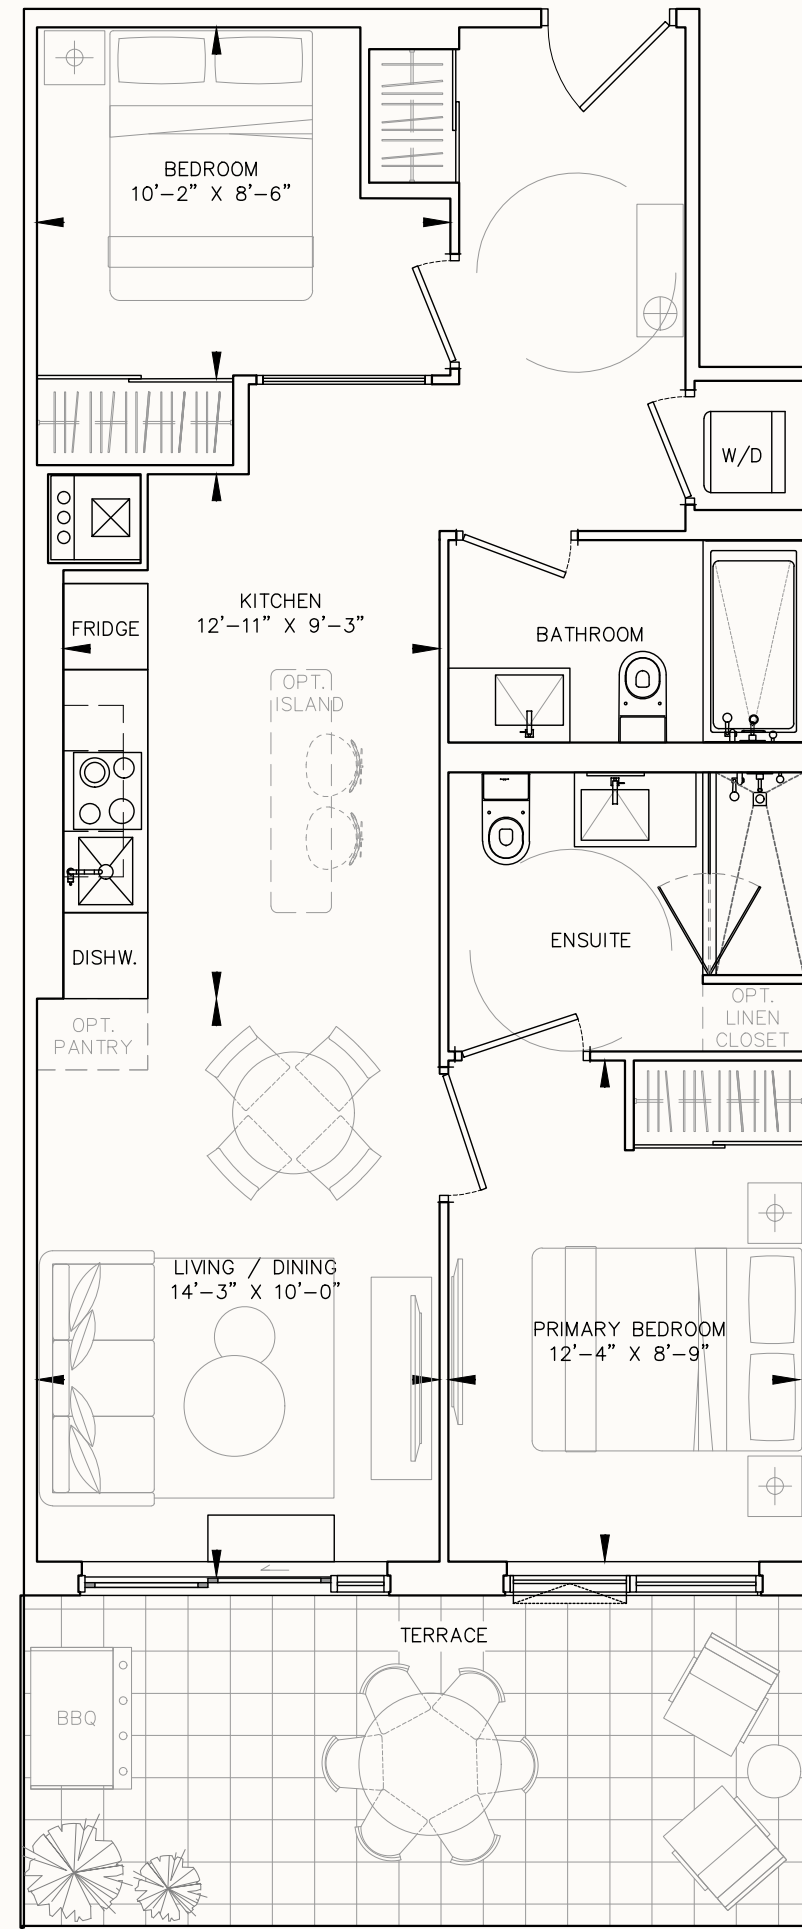 BEDROOM
10'-2" X 8'-6"
W/D
KITCHEN
12'-11" X 9'-3"
FRIDGE
BATHROOM
OPT.
ISLAND
ENSUITE
DISHW.
OPT.
PANTRY
OPT.
LINEN
CLOSET
LIVING / DINING
14'-3" X 10'-0"
PRIMARY BEDROOM
12'-4" X 8'-9"
TERRACE
BBQ